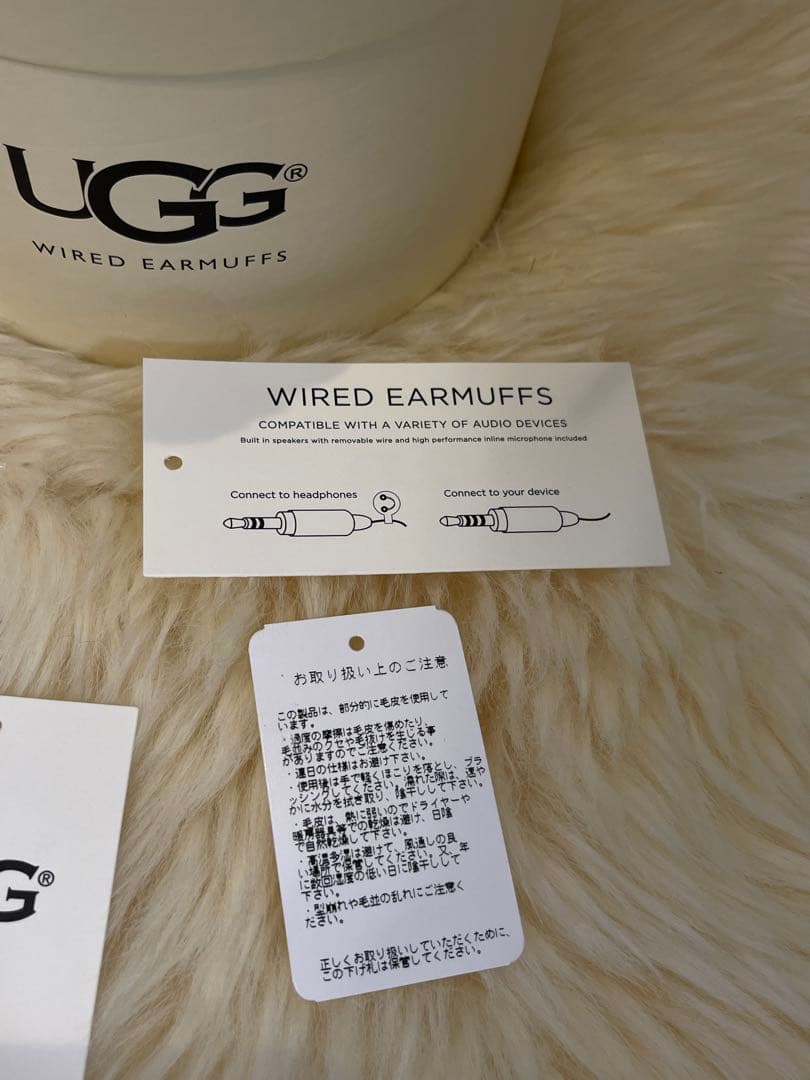 UGG®
WIRED EARMUFFS
WIRED EARMUFFS
COMPATIBLE WITH A VARIETY OF AUDIO DEVICES
Built in speakers with removable wire and high performance inline microphone included
Connect to headphones
Connect to your device
お取り扱い上のご注意
この製品は、部分的に毛皮を使用して
います。
・過度の摩擦は毛皮を傷めたり、
毛並みのクセや毛抜けを生じる事
がありますのでご注意ください。
・連日の仕様はお避け下さい。
・使用後は手で軽くほこりを落とし、ブラ
ッシングしてください。濡れた際は、速や
かに水分を拭き取り、陰干しして下さい。
・毛皮は、熱に弱いのでドライヤーや
暖房器具等での乾燥は避け、日陰
で自然乾燥して下さい。
・高温多湿は避けて、風通しの良
い場所で保管してください。又、年
に数回湿度の低い日に陰干しして
下さい。
・型崩れや毛並の乱れにご注意く
ださい。
正しくお取り扱いしていただくために、
この下げ札は保管してください。
G®